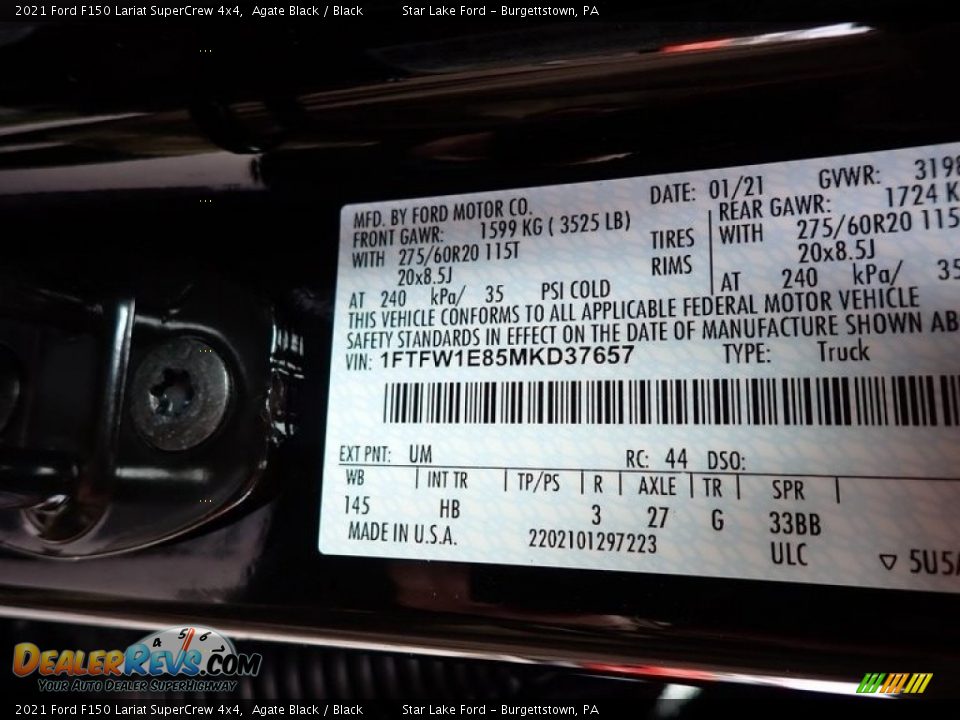 2021 Ford F150 Lariat SuperCrew 4x4, Agate Black / Black Star Lake Ford - Burgettstown, PA
MFD. BY FORD MOTOR CO. DATE: 01/21 GVWR: 3198
FRONT GAWR: 1599 KG ( 3525 LB) REAR GAWR: 1724 K
WITH 275/60R20 115T TIRES WITH 275/60R20 115
20x8.5J RIMS 20x8.5J
AT 240 kPa/ 35 PSI COLD AT 240 kPa/ 35
THIS VEHICLE CONFORMS TO ALL APPLICABLE FEDERAL MOTOR VEHICLE
SAFETY STANDARDS IN EFFECT ON THE DATE OF MANUFACTURE SHOWN AB
VIN: 1FTFW1E85MKD37657 TYPE: Truck
EXT PNT: UM RC: 44 DSO:
WB INT TR TP/PS R AXLE TR SPR
145 HB 3 27 G 33BB
MADE IN U.S.A. 2202101297223 ULC ▽ 5U5A
4 5 6
DEALERREVS.COM
YOUR AUTO DEALER SUPERHIGHWAY
2021 Ford F150 Lariat SuperCrew 4x4, Agate Black / Black Star Lake Ford - Burgettstown, PA